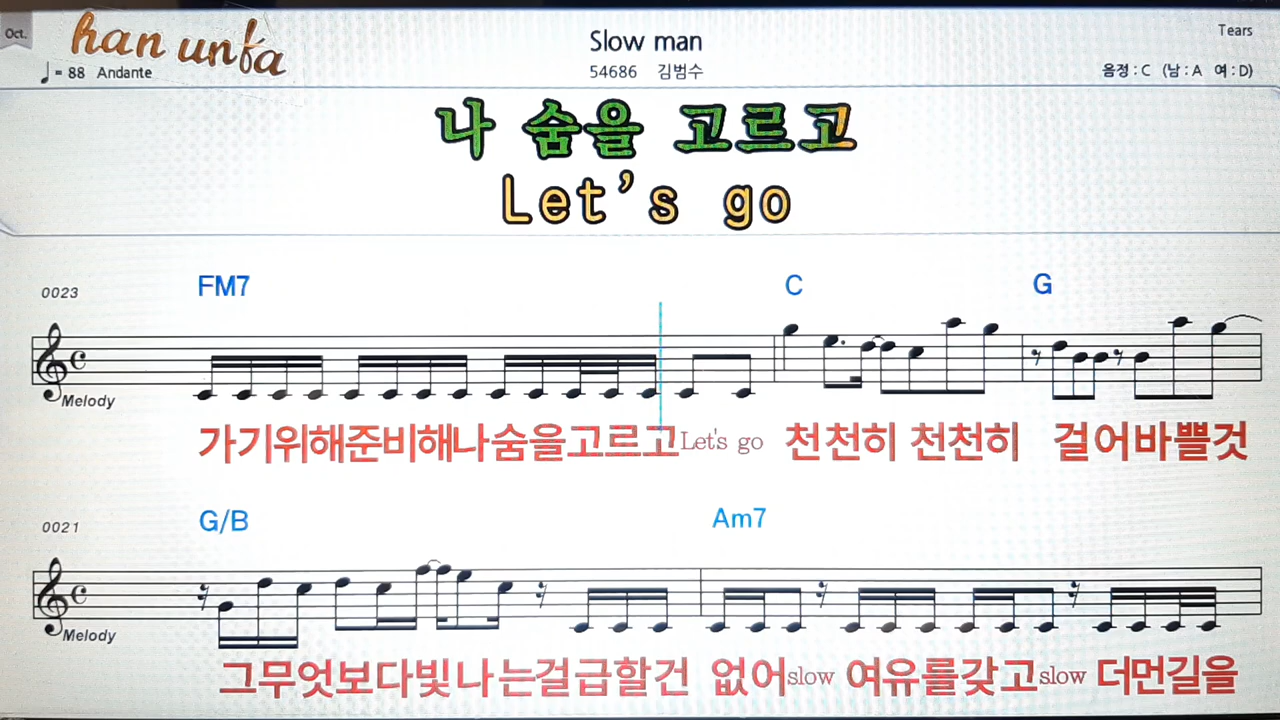 Oct.
han unba
Slow man
Tears
♩= 88 Andante
54686 김범수
음정 : C (남 : A 여 : D)
나 숨을 고르고
Let's go
FM7 C G
0023
Melody
가기위해준비해나숨을고르고Let's go 천천히 천천히 걸어바쁠것
G/B Am7
0021
Melody
그무엇보다빛나는걸급할건 없어slow 여유를갖고slow 더먼길을